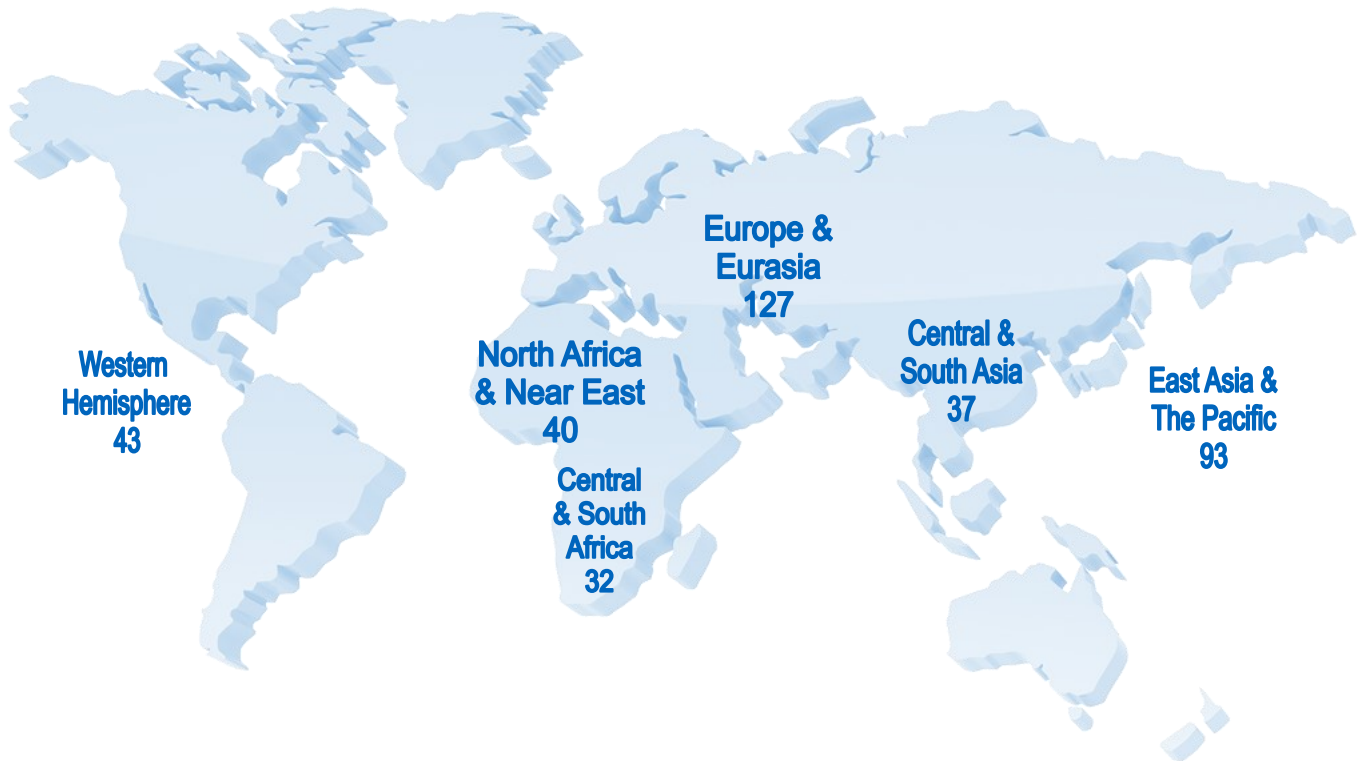 Western
Hemisphere
43
North Africa
& Near East
40
Central
& South
Africa
32
Europe &
Eurasia
127
Central &
South Asia
37
East Asia &
The Pacific
93